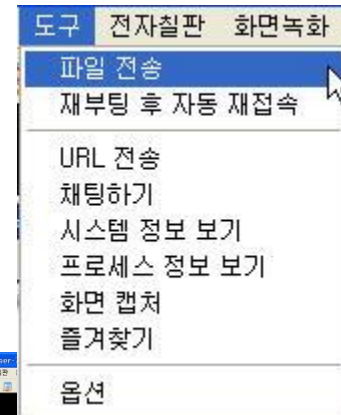 도구 전자칠판 화면녹화
파일 전송
재부팅 후 자동 재접속
URL 전송
채팅하기
시스템 정보 보기
프로세스 정보 보기
화면 캡처
즐겨찾기
옵션